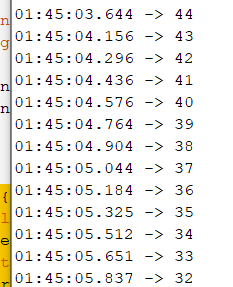 01:45:03.644 -> 44
01:45:04.156 -> 43
01:45:04.296 -> 42
01:45:04.436 -> 41
01:45:04.576 -> 40
01:45:04.764 -> 39
01:45:04.904 -> 38
01:45:05.044 -> 37
01:45:05.184 -> 36
01:45:05.325 -> 35
01:45:05.512 -> 34
01:45:05.651 -> 33
01:45:05.837 -> 32
n
g
n
n
{
l
e
t
r